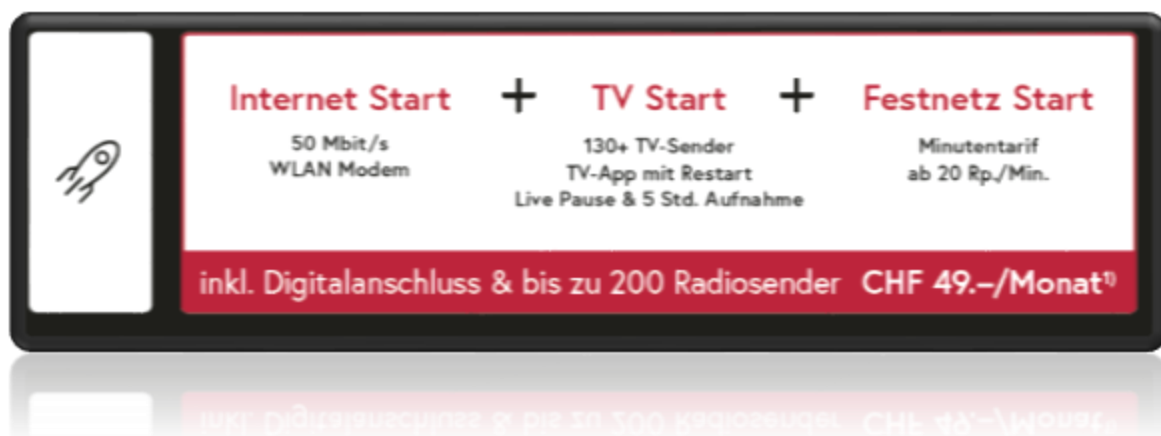 Internet Start + TV Start + Festnetz Start
50 Mbit/s
WLAN Modem
130+ TV-Sender
TV-App mit Restart
Live Pause & 5 Std. Aufnahme
Minutentarif
ab 20 Rp./Min.
inkl. Digitalanschluss & bis zu 200 Radiosender CHF 49.–/Monat¹⁾